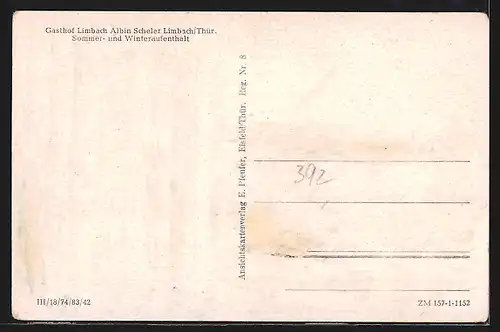 Gasthof Limbach Albin Scheler Limbach/Thür.
Sommer- und Winteraufenthalt
Ansichtskartenverlag E. Pfeufer, Eisfeld/Thür. Reg. Nr. 8
392
III/18/74/83/42
ZM 157-1-1152